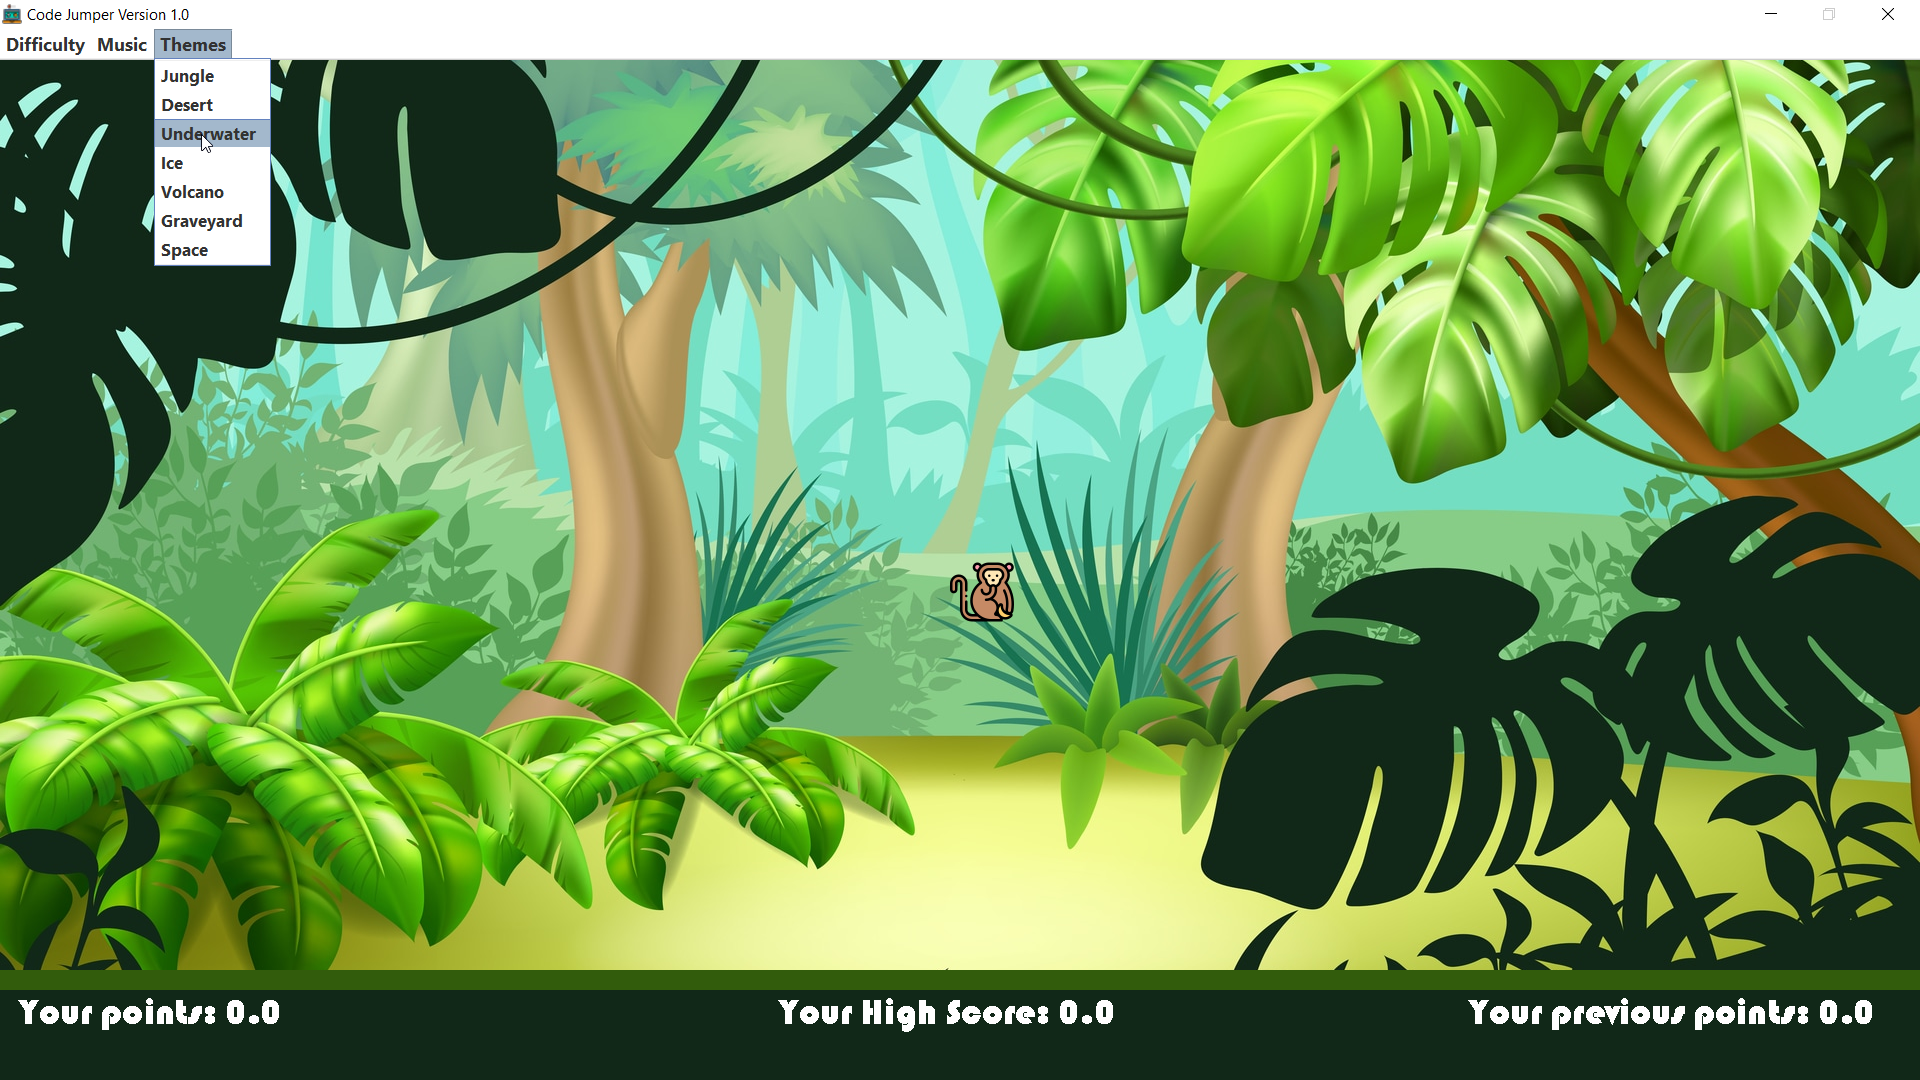 Code Jumper Version 1.0
Difficulty Music Themes
Jungle
Desert
Underwater
Ice
Volcano
Graveyard
Space
Your points: 0.0 Your High Score: 0.0 Your previous points: 0.0